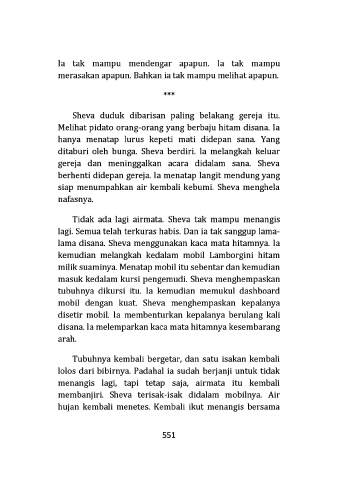 Ia tak mampu mendengar apapun. Ia tak mampu
merasakan apapun. Bahkan ia tak mampu melihat apapun.
***
Sheva duduk dibarisan paling belakang gereja itu.
Melihat pidato orang-orang yang berbaju hitam disana. Ia
hanya menatap lurus kepeti mati didepan sana. Yang
ditaburi oleh bunga. Sheva berdiri. Ia melangkah keluar
gereja dan meninggalkan acara didalam sana. Sheva
berhenti didepan gereja. Ia menatap langit mendung yang
siap menumpahkan air kembali kebumi. Sheva menghela
nafasnya.
Tidak ada lagi airmata. Sheva tak mampu menangis
lagi. Semua telah terkuras habis. Dan ia tak sanggup lama-
lama disana. Sheva menggunakan kaca mata hitamnya. Ia
kemudian melangkah kedalam mobil Lamborgini hitam
milik suaminya. Menatap mobil itu sebentar dan kemudian
masuk kedalam kursi pengemudi. Sheva menghempaskan
tubuhnya dikursi itu. Ia kemudian memukul dashboard
mobil dengan kuat. Sheva menghempaskan kepalanya
disetir mobil. Ia membenturkan kepalanya berulang kali
disana. Ia melemparkan kaca mata hitamnya kesembarang
arah.
Tubuhnya kembali bergetar, dan satu isakan kembali
lolos dari bibirnya. Padahal ia sudah berjanji untuk tidak
menangis lagi, tapi tetap saja, airmata itu kembali
membanjiri. Sheva terisak-isak didalam mobilnya. Air
hujan kembali menetes. Kembali ikut menangis bersama
551